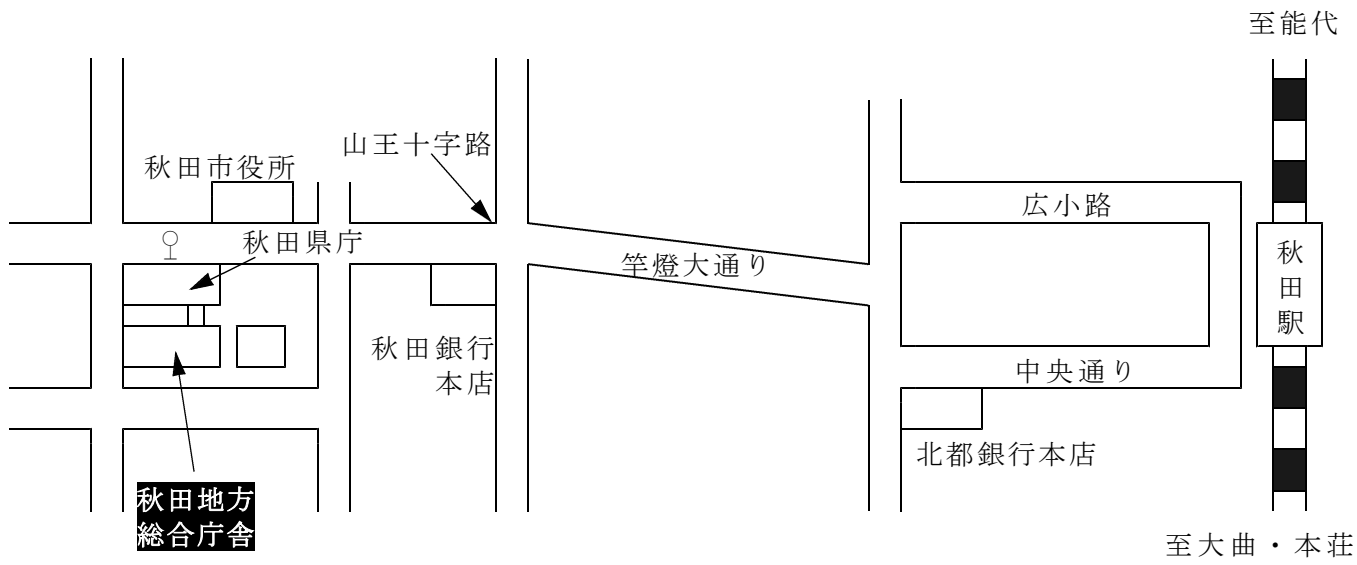 至能代
山王十字路
秋田市役所
広小路
秋田県庁
竿燈大通り
秋田駅
秋田銀行
本店
中央通り
北都銀行本店
秋田地方
総合庁舎
至大曲・本荘